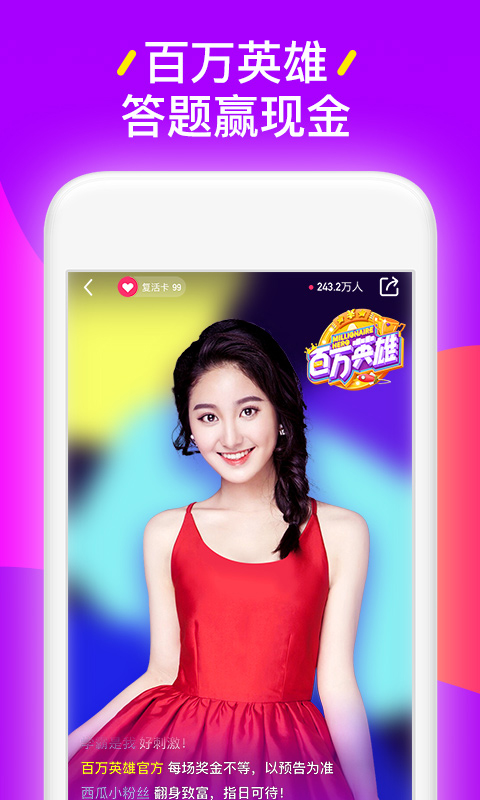 百万英雄
答题赢现金
复活卡 99
243.2万人
MILLIONAIRE
HERO
百万英雄
学霸是我 好刺激！
百万英雄官方 每场奖金不等，以预告为准
西瓜小粉丝 翻身致富，指日可待！